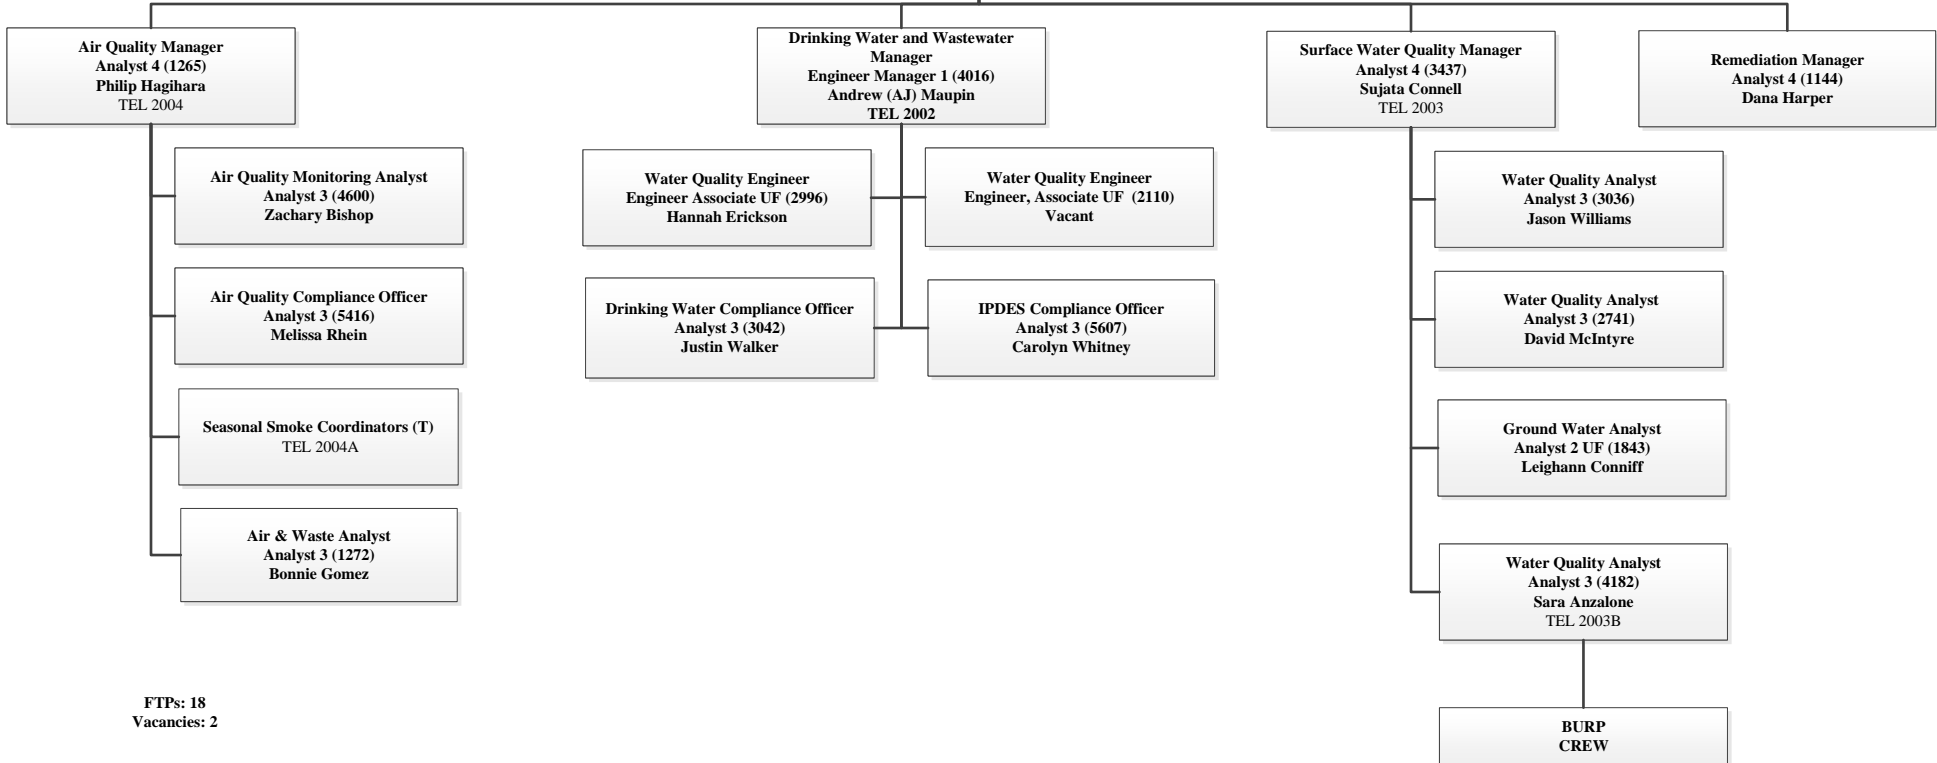 Air Quality Manager
Analyst 4 (1265)
Philip Hagihara
TEL 2004
Drinking Water and Wastewater
Manager
Engineer Manager 1 (4016)
Andrew (AJ) Maupin
TEL 2002
Surface Water Quality Manager
Analyst 4 (3437)
Sujata Connell
TEL 2003
Remediation Manager
Analyst 4 (1144)
Dana Harper
Air Quality Monitoring Analyst
Analyst 3 (4600)
Zachary Bishop
Air Quality Compliance Officer
Analyst 3 (5416)
Melissa Rhein
Seasonal Smoke Coordinators (T)
TEL 2004A
Air & Waste Analyst
Analyst 3 (1272)
Bonnie Gomez
Water Quality Engineer
Engineer Associate UF (2996)
Hannah Erickson
Water Quality Engineer
Engineer, Associate UF (2110)
Vacant
Drinking Water Compliance Officer
Analyst 3 (3042)
Justin Walker
IPDES Compliance Officer
Analyst 3 (5607)
Carolyn Whitney
Water Quality Analyst
Analyst 3 (3036)
Jason Williams
Water Quality Analyst
Analyst 3 (2741)
David McIntyre
Ground Water Analyst
Analyst 2 UF (1843)
Leighann Conniff
Water Quality Analyst
Analyst 3 (4182)
Sara Anzalone
TEL 2003B
BURP
CREW
FTPs: 18
Vacancies: 2